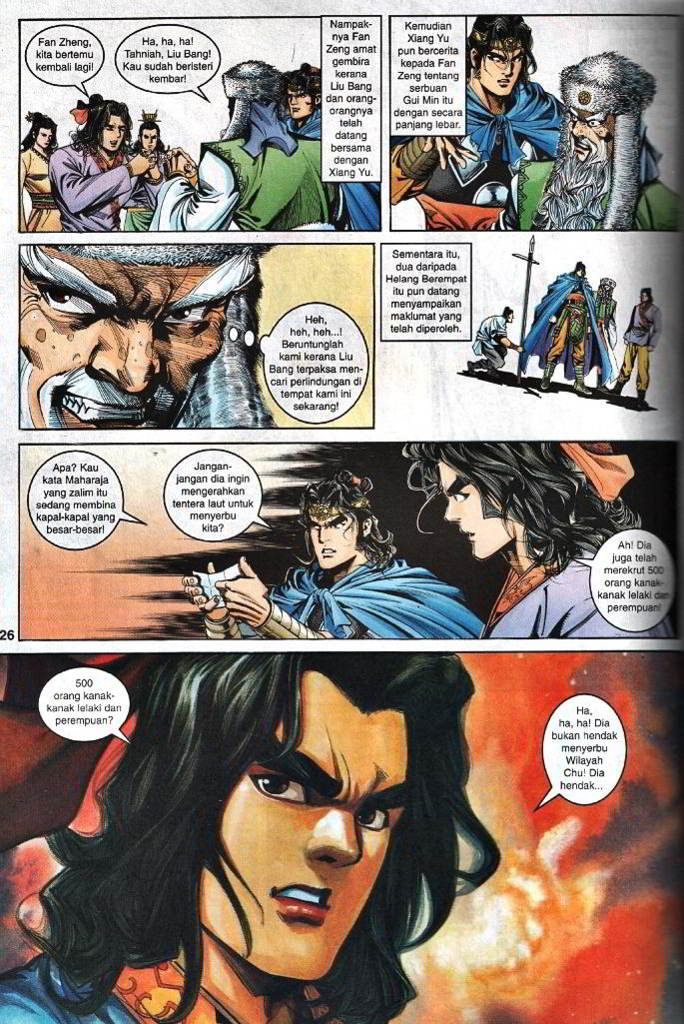 Fan Zheng,
kita bertemu
kembali lagi!
Ha, ha, ha!
Tahniah, Liu Bang!
Kau sudah beristeri
kembar!
Nampak-
nya Fan
Zeng amat
gembira
kerana
Liu Bang
dan orang-
orangnya
telah
datang
bersama
dengan
Xiang Yu.
Kemudian
Xiang Yu
pun bercerita
kepada Fan
Zeng tentang
serbuan
Gui Min itu
dengan secara
panjang lebar.
Heh,
heh, heh...!
Beruntunglah
kami kerana Liu
Bang terpaksa men-
cari perlindungan di
tempat kami ini
sekarang!
Sementara itu,
dua daripada
Helang Berempat
itu pun datang
menyampaikan
maklumat yang
telah diperoleh.
Apa? Kau
kata Maharaja
yang zalim itu
sedang membina
kapal-kapal yang
besar-besar!
Jangan-
jangan dia ingin
mengerahkan
tentera laut untuk
menyerbu
kita?
Ah! Dia
juga telah
merekrut 500
orang kanak-
kanak lelaki dan
perempuan!
26
500
orang kanak-
kanak lelaki dan
perempuan?
Ha,
ha, ha! Dia
bukan hendak
menyerbu
Wilayah
Chu! Dia
hendak...